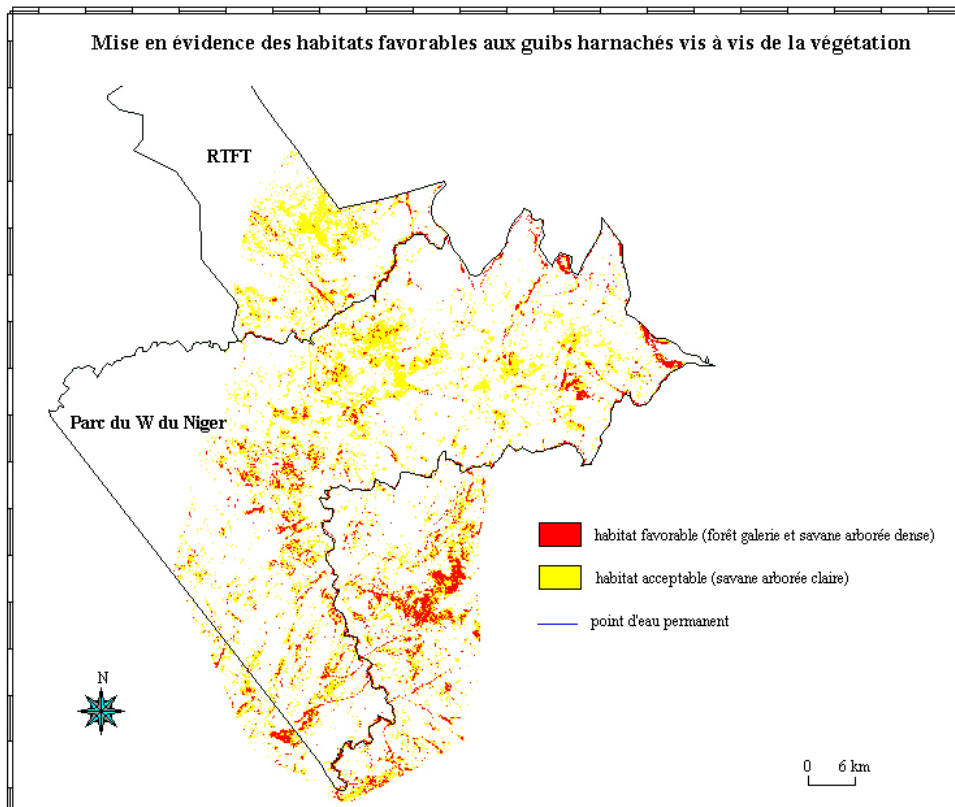 Mise en évidence des habitats favorables aux guibs harnachés vis à vis de la végétation
RTFT
Parc du W du Niger
habitat favorable (forêt galerie et savane arborée dense)
habitat acceptable (savane arborée claire)
point d'eau permanent
N
0 6 km